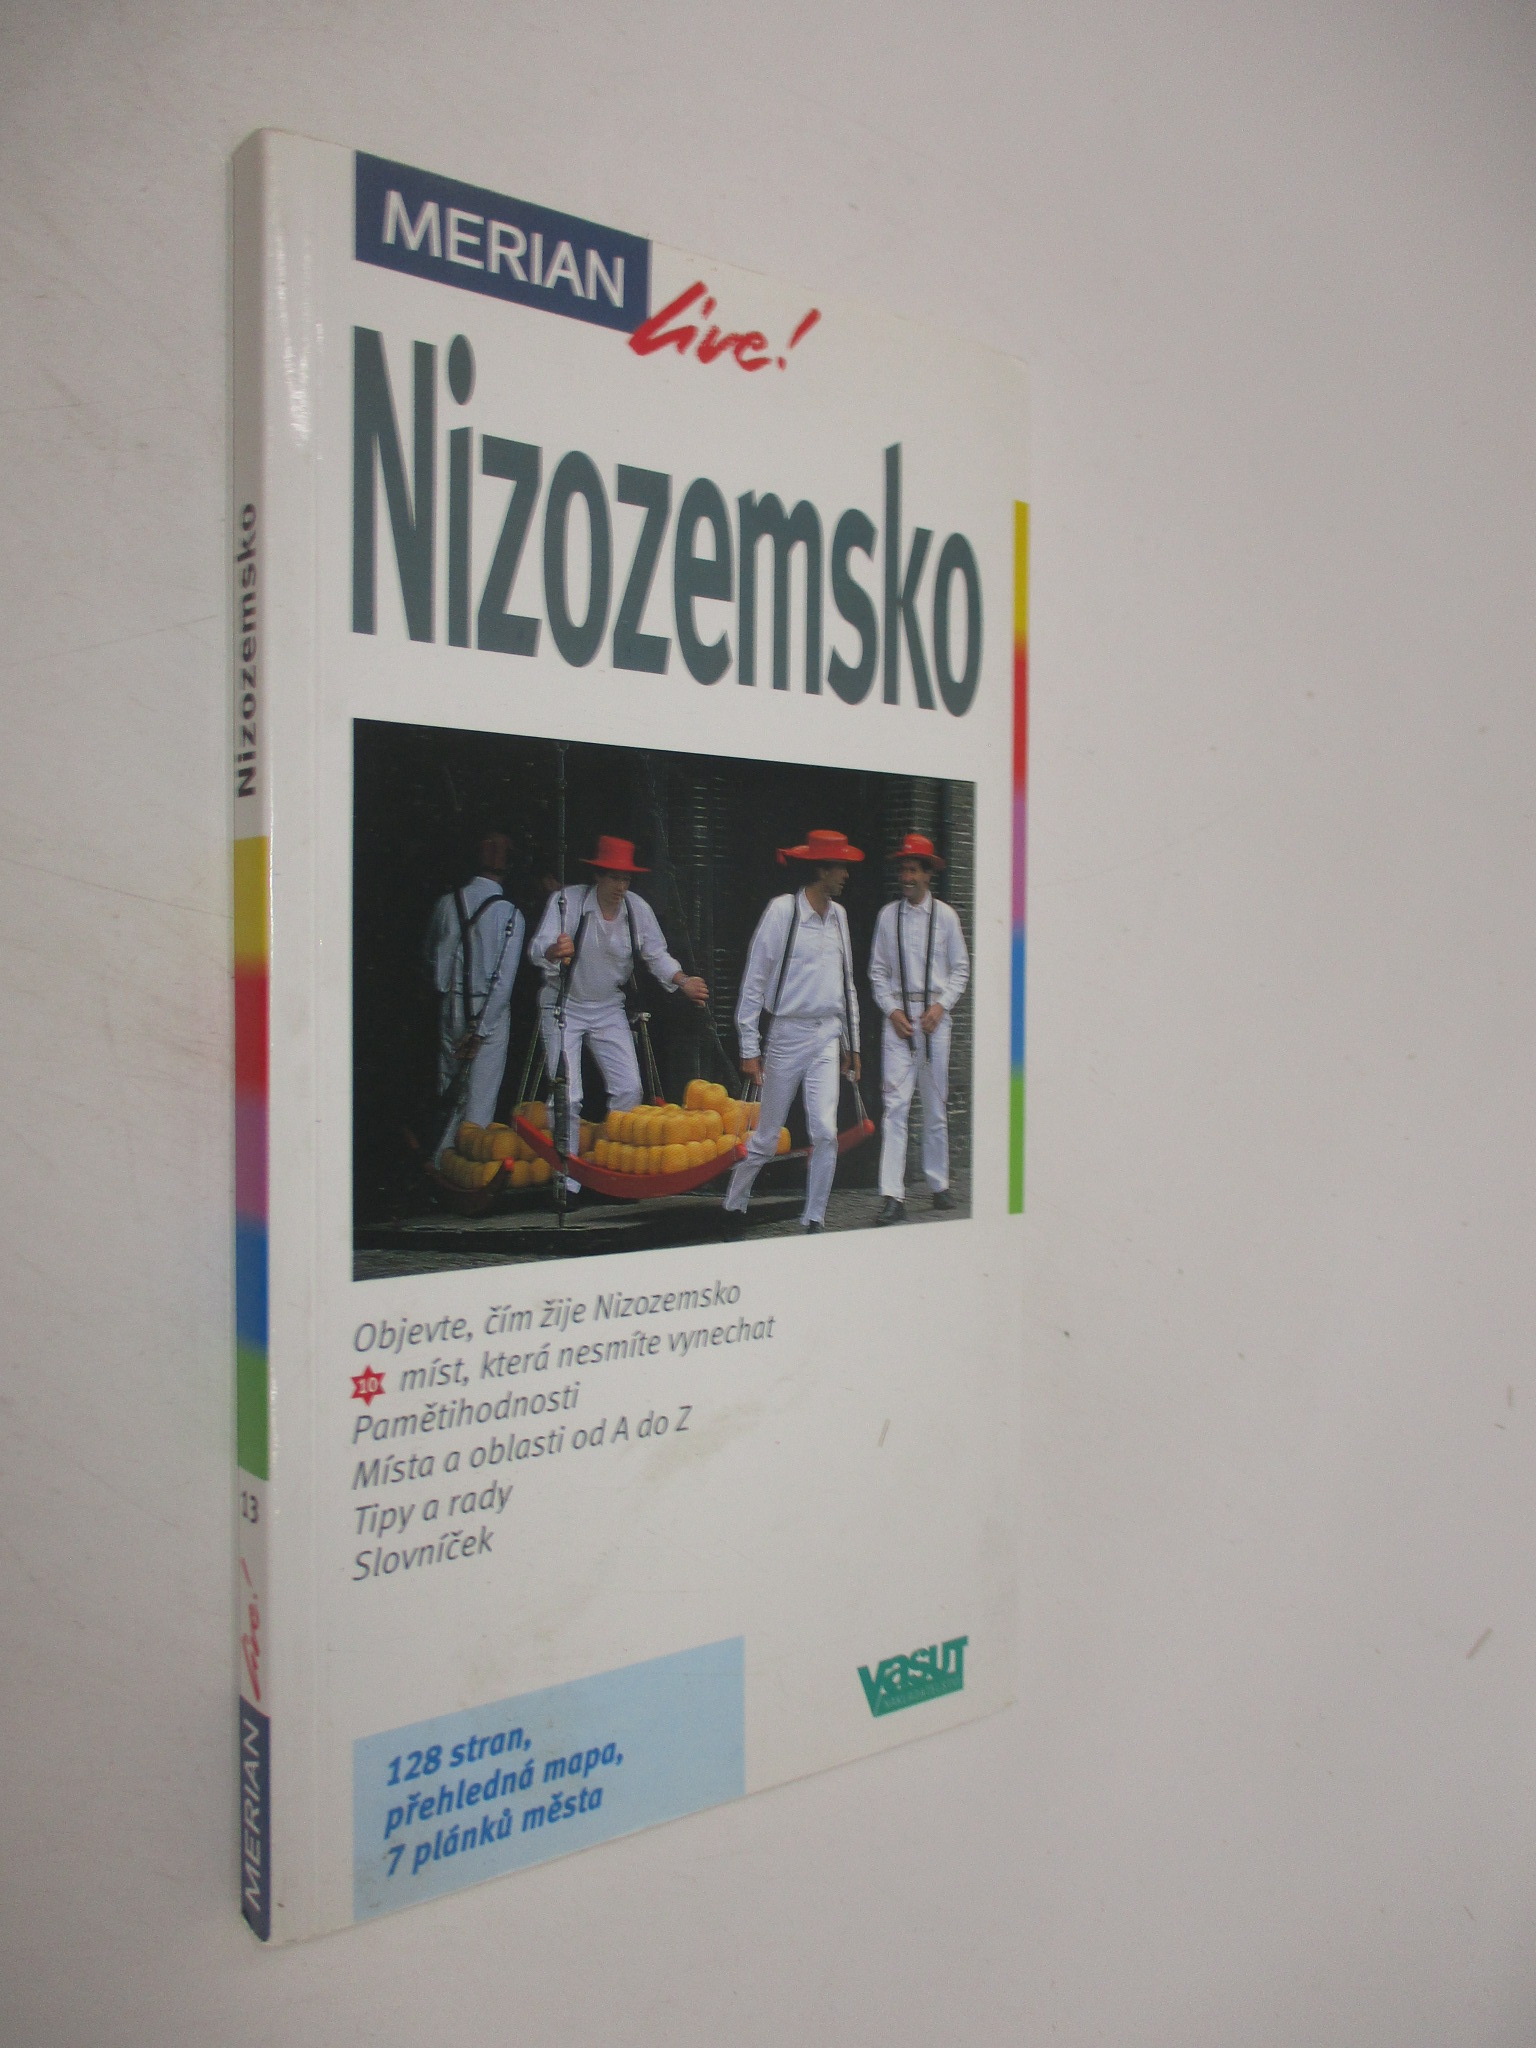 MERIAN
live!
Nizozemsko
Objevte, čím žije Nizozemsko
10 míst, která nesmíte vynechat
Pamětihodnosti
Místa a oblasti od A do Z
Tipy a rady
Slovníček
128 stran,
přehledná mapa,
7 plánků města
Vasut
NAKLADATELSTVÍ
Nizozemsko
13
live!
MERIAN